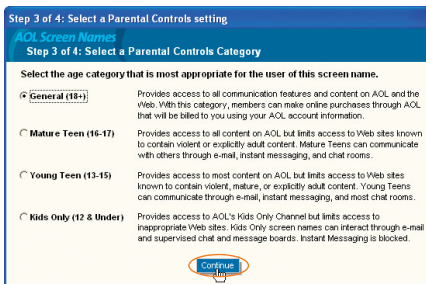 Step 3 of 4: Select a Parental Controls setting
AOL Screen Names
Step 3 of 4: Select a Parental Controls Category
Select the age category that is most appropriate for the user of this screen name.
General (18+)
Provides access to all communication features and content on AOL and the
Web. With this category, members can make online purchases through AOL
that will be billed to you using your AOL account information.
Mature Teen (16-17)
Provides access to all content on AOL but limits access to Web sites known
to contain violent or explicitly adult content. Mature Teens can communicate
with others through e-mail, instant messaging, and chat rooms.
Young Teen (13-15)
Provides access to most content on AOL but limits access to Web sites
known to contain violent, mature, or explicitly adult content. Young Teens
can communicate through e-mail, instant messaging, and most chat rooms.
Kids Only (12 & Under)
Provides access to AOL's Kids Only Channel but limits access to
inappropriate Web sites. Kids Only screen names can interact through e-mail
and supervised chat and message boards. Instant Messaging is blocked.
Continue